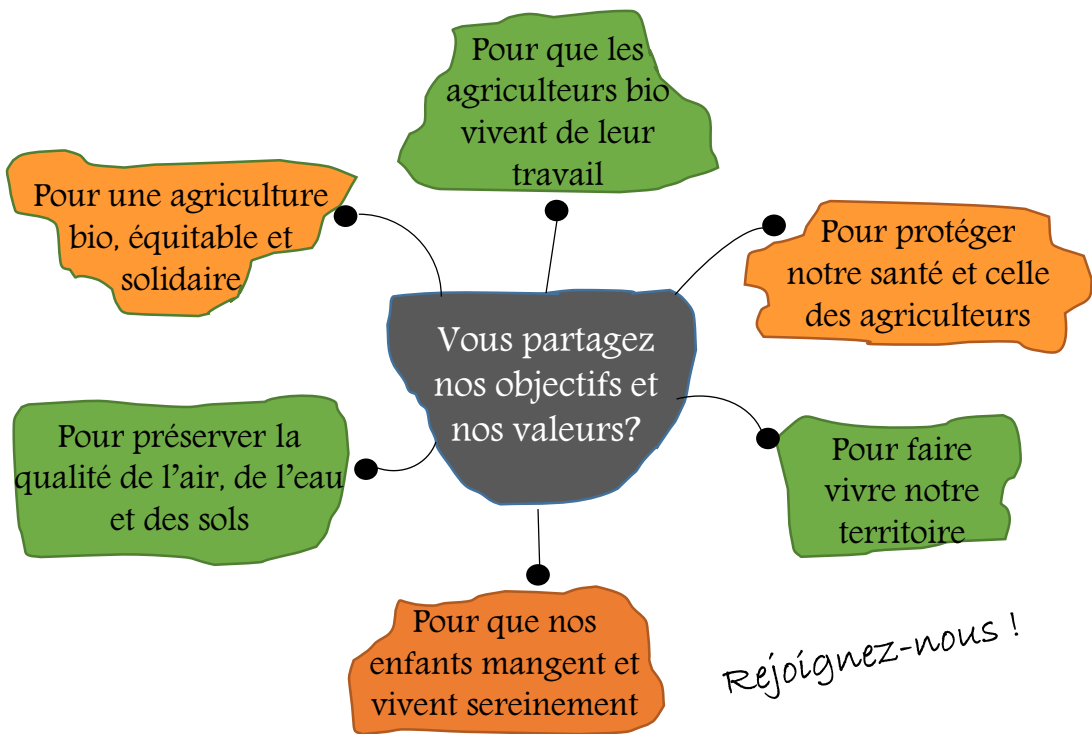 Pour que les
agriculteurs bio
vivent de leur
travail
Pour une agriculture
bio, équitable et
solidaire
Pour protéger
notre santé et celle
des agriculteurs
Vous partagez
nos objectifs et
nos valeurs?
Pour préserver la
qualité de l’air, de l’eau
et des sols
Pour faire
vivre notre
territoire
Pour que nos
enfants mangent et
vivent sereinement
Rejoignez-nous !